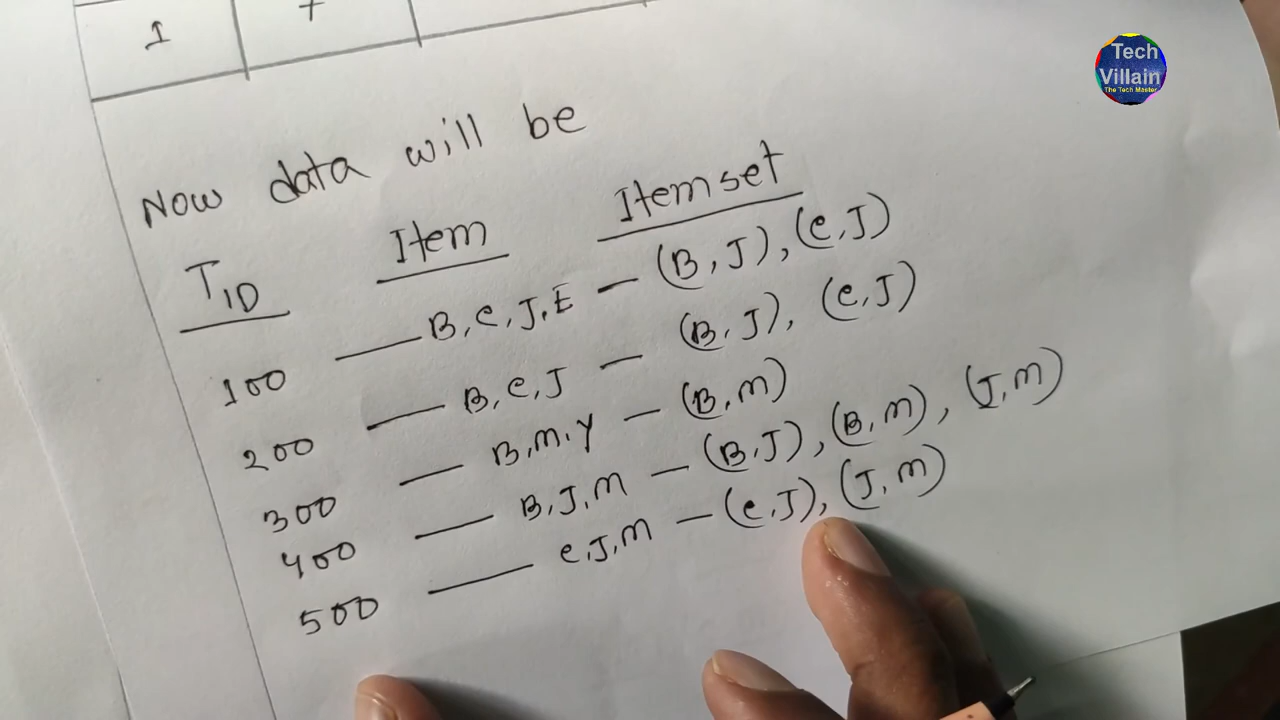 1 +
Tech
Villain
The Tech Master
Now data will be
TID Item Itemset
100 — B, e, J, E — (B, J), (e, J)
200 — B, e, J — (B, J), (e, J)
300 — B, m, y — (B, m)
400 — B, J, M — (B, J), (B, m), (J, M)
500 — e, J, M — (e, J), (J, m)